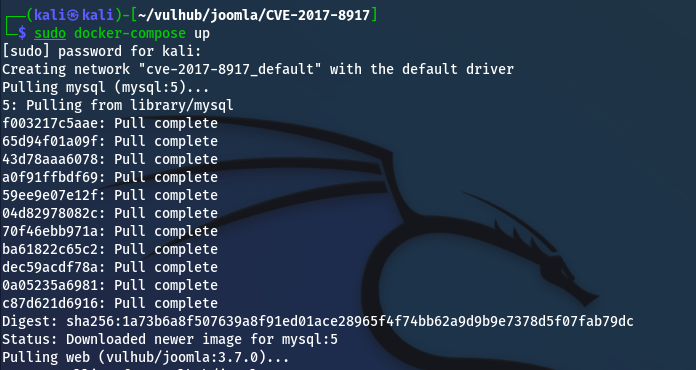 (kali㉿kali)-[~/vulhub/joomla/CVE-2017-8917]
$ sudo docker-compose up
[sudo] password for kali:
Creating network "cve-2017-8917_default" with the default driver
Pulling mysql (mysql:5)...
5: Pulling from library/mysql
f003217c5aae: Pull complete
65d94f01a09f: Pull complete
43d78aaa6078: Pull complete
a0f91ffbdf69: Pull complete
59ee9e07e12f: Pull complete
04d82978082c: Pull complete
70f46ebb971a: Pull complete
ba61822c65c2: Pull complete
dec59acdf78a: Pull complete
0a05235a6981: Pull complete
c87d621d6916: Pull complete
Digest: sha256:1a73b6a8f507639a8f91ed01ace28965f4f74bb62a9d9b9e7378d5f07fab79dc
Status: Downloaded newer image for mysql:5
Pulling web (vulhub/joomla:3.7.0)...